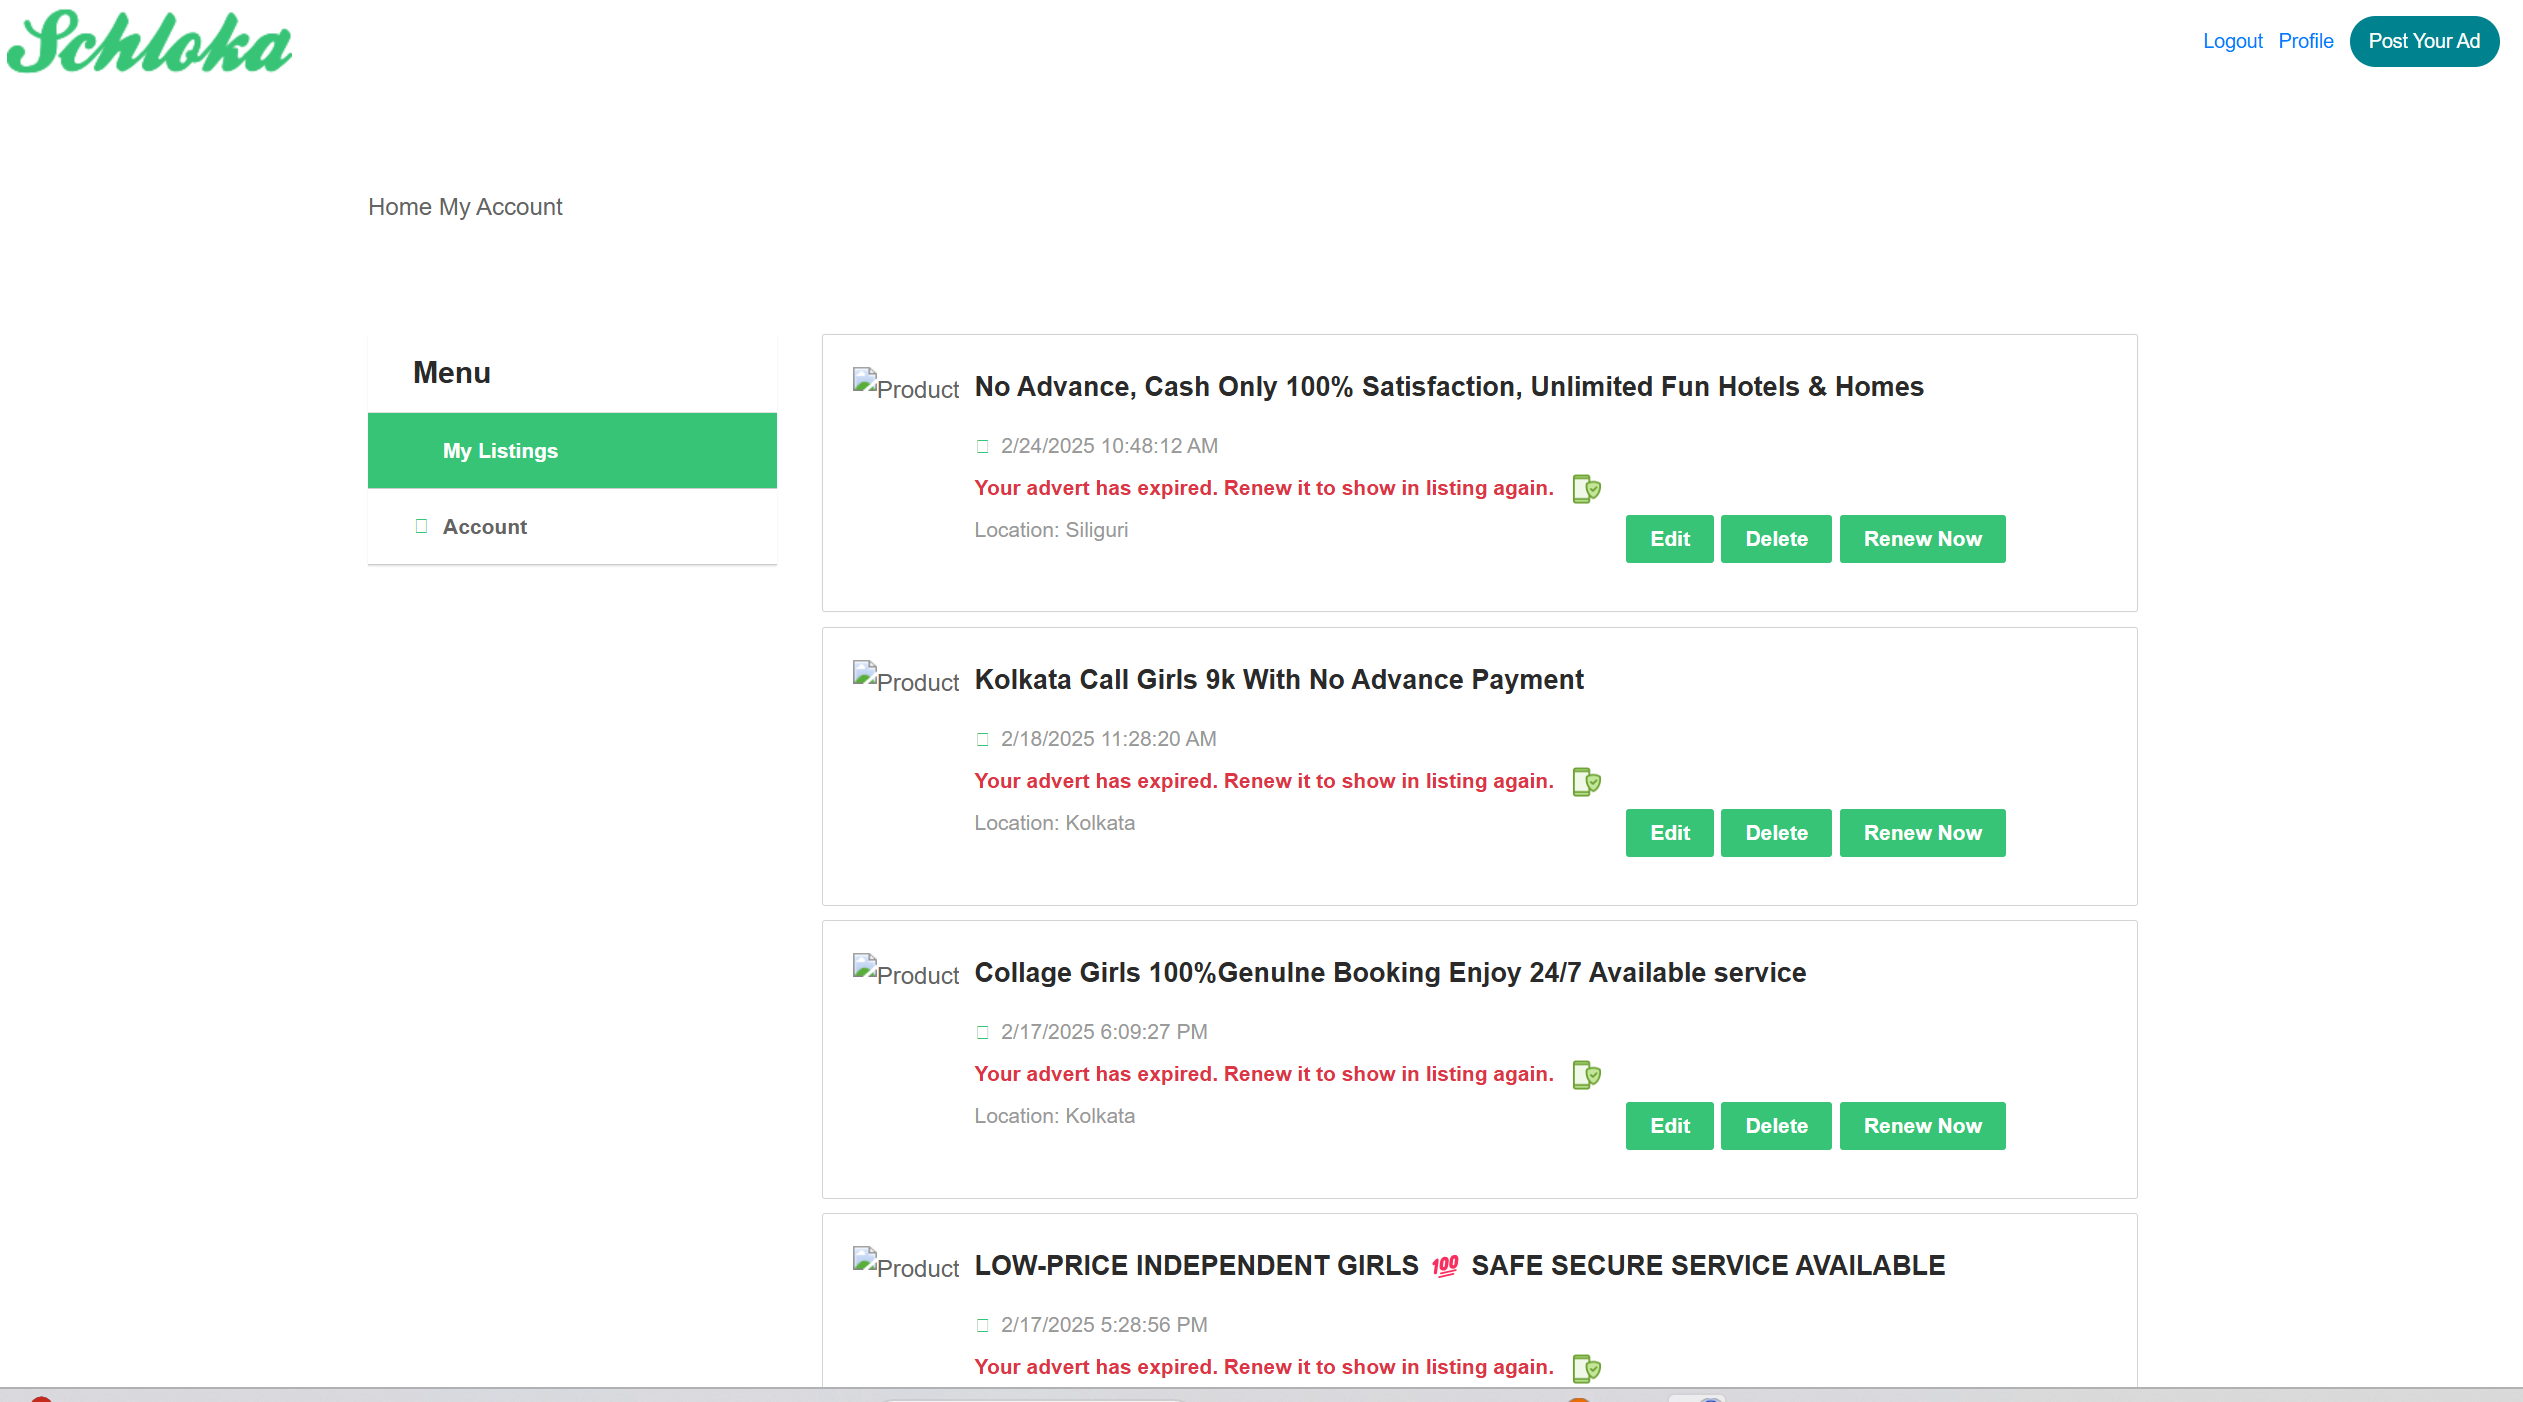 Schloka
Logout Profile Post Your Ad
Home My Account
Menu
My Listings
Account
Product No Advance, Cash Only 100% Satisfaction, Unlimited Fun Hotels & Homes
2/24/2025 10:48:12 AM
Your advert has expired. Renew it to show in listing again.
Location: Siliguri
Edit Delete Renew Now
Product Kolkata Call Girls 9k With No Advance Payment
2/18/2025 11:28:20 AM
Your advert has expired. Renew it to show in listing again.
Location: Kolkata
Edit Delete Renew Now
Product Collage Girls 100%GenuIne Booking Enjoy 24/7 Available service
2/17/2025 6:09:27 PM
Your advert has expired. Renew it to show in listing again.
Location: Kolkata
Edit Delete Renew Now
Product LOW-PRICE INDEPENDENT GIRLS 💯 SAFE SECURE SERVICE AVAILABLE
2/17/2025 5:28:56 PM
Your advert has expired. Renew it to show in listing again.